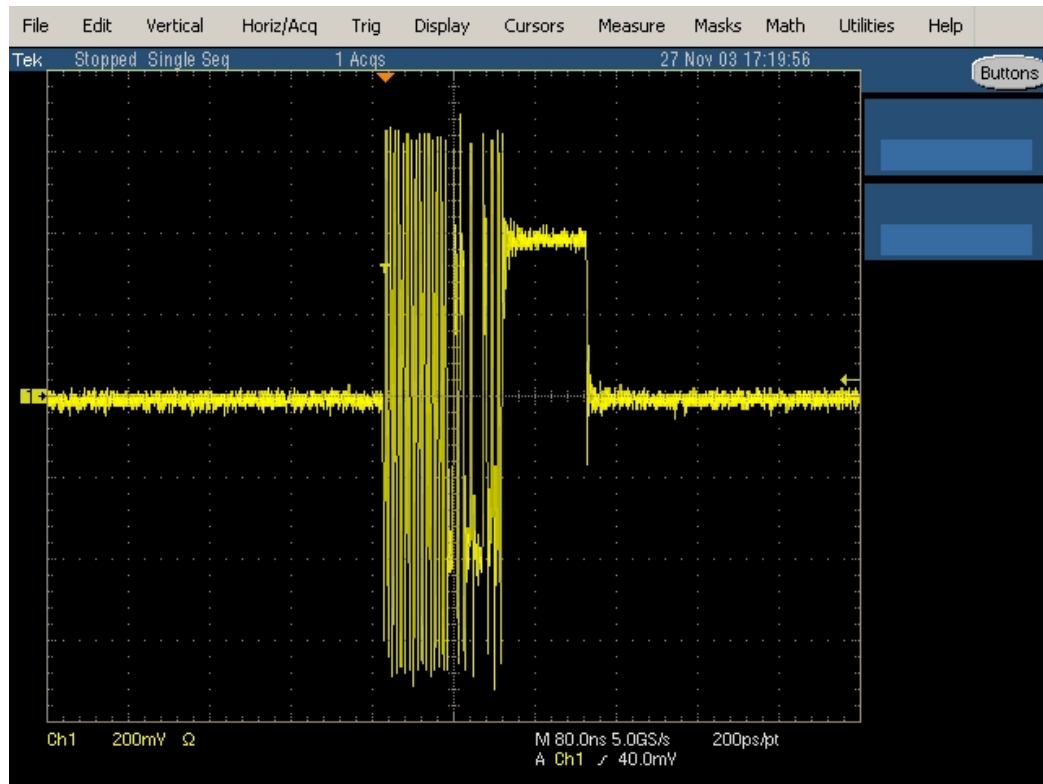 File Edit Vertical Horiz/Acq Trig Display Cursors Measure Masks Math Utilities Help
Tek Stopped Single Seq 1 Acqs 27 Nov 03 17:19:56
Buttons
T
1
Ch1 200mV Ω M 80.0ns 5.0GS/s 200ps/pt
A Ch1 ⁄ 40.0mV